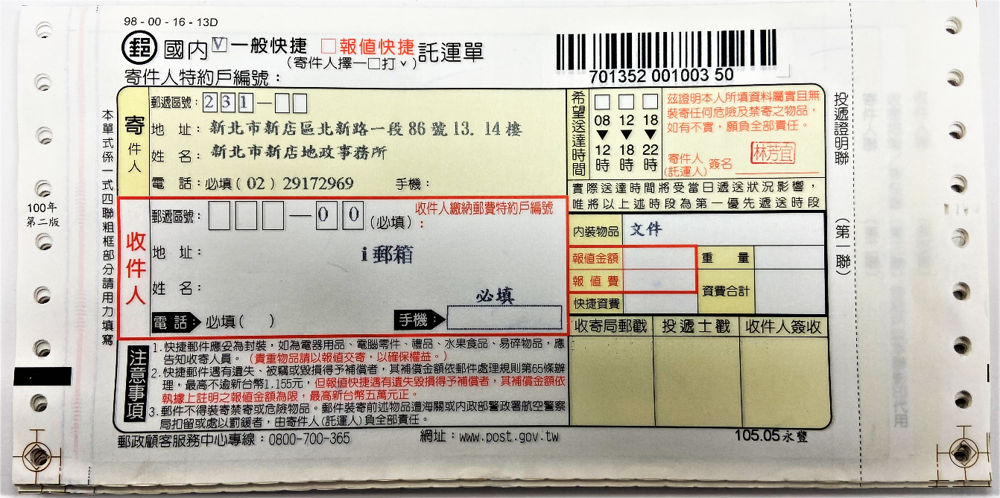 98 - 00 - 16 - 13D
郵 國內 V 一般快捷 □報值快捷 託運單
(寄件人擇一□打ˇ)
701352 001003 50
寄件人特約戶編號：
寄件人
郵遞區號：231－□□
地 址：新北市新店區北新路一段86號13. 14樓
姓 名：新北市新店地政事務所
電 話：必填( 02 ) 29172969 手機：
希望送達時間
08 12 18
▼ ▼ ▼
12 18 22
時 時 時
茲證明本人所填資料屬實且無
裝寄任何危險及禁寄之物品，
如有不實，願負全部責任。
寄件人
(託運人) 簽名
林芳宜
實際送達時間將受當日遞送狀況影響，
唯將以上述時段為第一優先遞送時段
收件人
郵遞區號：□□□－00 (必填)
收件人繳納郵費特約戶編號
：
地 址：
i 郵箱
姓 名：
必填
電話 必填( ) 手機：
內裝物品 文件
報值金額 重 量
報 值 費 資費合計
快捷資費
收寄局郵戳 投遞士戳 收件人簽收
注意事項
1. 快捷郵件應妥為封裝，如為電器用品、電腦零件、禮品、水果食品、易碎物品，應
告知收寄人員。(貴重物品請以報值交寄，以確保權益。)
2. 快捷郵件遇有遺失、被竊或毀損得予補償者，其補償金額依郵件處理規則第65條辦
理，最高不逾新台幣1,155元，但報值快捷遇有遺失毀損得予補償者，其補償金額依
執據上註明之報值金額為限，最高新台幣五萬元正。
3. 郵件不得裝寄禁寄或危險物品。郵件裝寄前述物品遭海關或內政部警政署航空警察
局扣留或處以罰鍰者，由寄件人(託運人)負全部責任。
郵政顧客服務中心專線：0800-700-365 網址：www.post.gov.tw 105.05永豐
本單式係一式四聯粗框部分請用力填寫
100年
第二版
投遞證明聯
(第一聯)